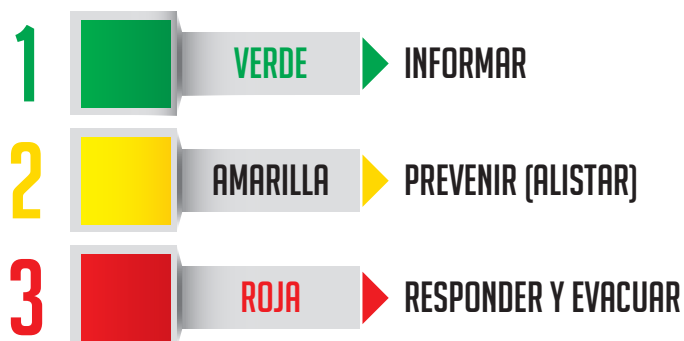 1 VERDE INFORMAR
2 AMARILLA PREVENIR (ALISTAR)
3 ROJA RESPONDER Y EVACUAR